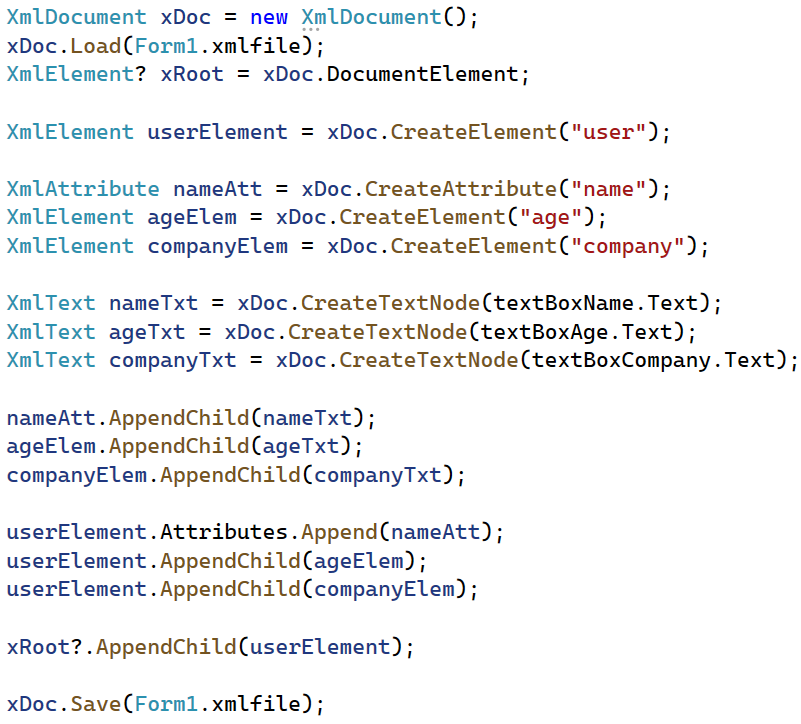 XmlDocument xDoc = new XmlDocument();
xDoc.Load(Form1.xmlfile);
XmlElement? xRoot = xDoc.DocumentElement;
XmlElement userElement = xDoc.CreateElement("user");
XmlAttribute nameAtt = xDoc.CreateAttribute("name");
XmlElement ageElem = xDoc.CreateElement("age");
XmlElement companyElem = xDoc.CreateElement("company");
XmlText nameTxt = xDoc.CreateTextNode(textBoxName.Text);
XmlText ageTxt = xDoc.CreateTextNode(textBoxAge.Text);
XmlText companyTxt = xDoc.CreateTextNode(textBoxCompany.Text);
nameAtt.AppendChild(nameTxt);
ageElem.AppendChild(ageTxt);
companyElem.AppendChild(companyTxt);
userElement.Attributes.Append(nameAtt);
userElement.AppendChild(ageElem);
userElement.AppendChild(companyElem);
xRoot?.AppendChild(userElement);
xDoc.Save(Form1.xmlfile);